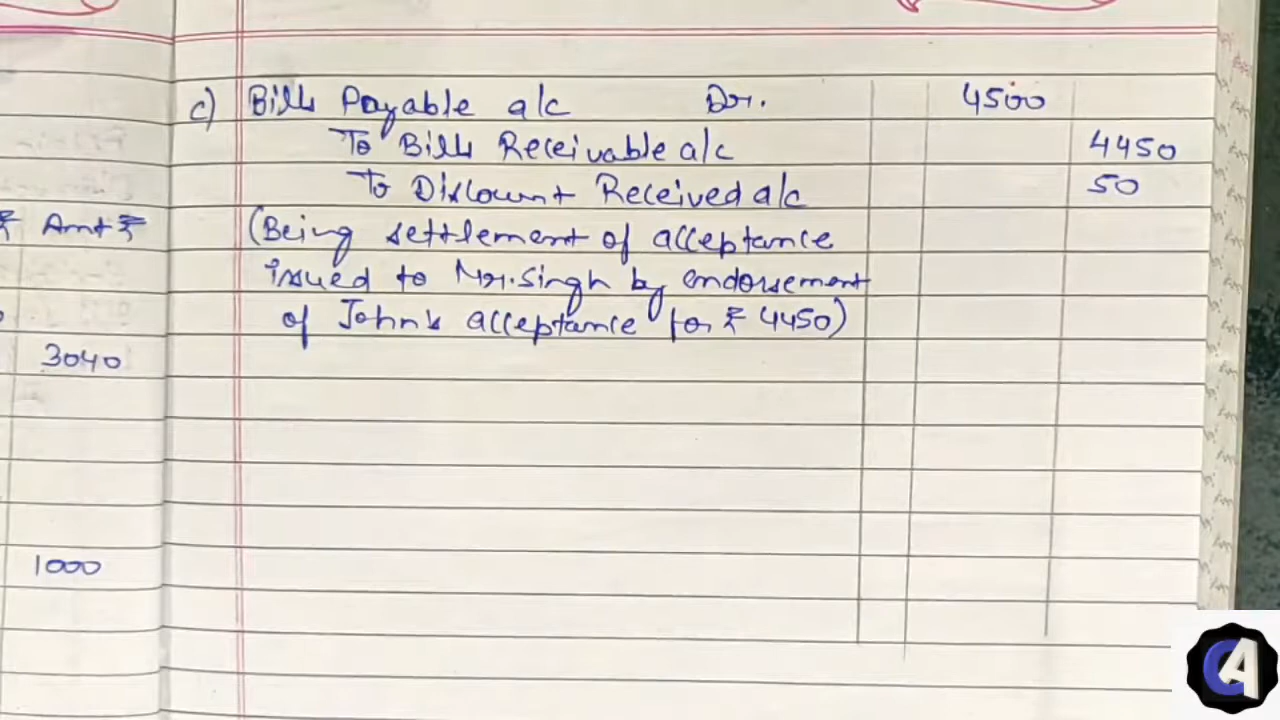 c) Bills Payable a/c Dr. 4500
To Bills Receivable a/c 4450
To Discount Received a/c 50
₹ Amt ₹
(Being settlement of acceptance
issued to Mr. Singh by endorsement
of John's acceptance for ₹ 4450)
3040
1000
CA